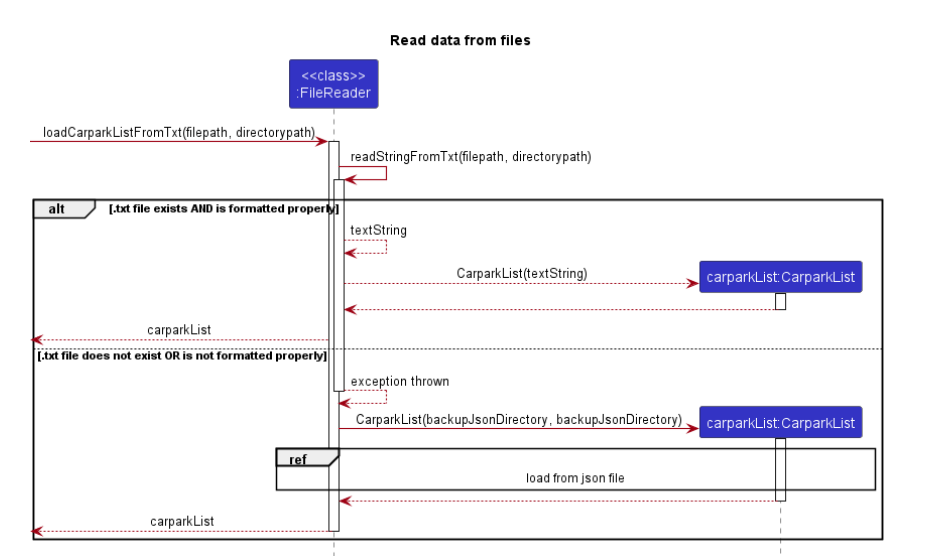 Read data from files
<<class>>
:FileReader
loadCarparkListFromTxt(filepath, directorypath)
readStringFromTxt(filepath, directorypath)
alt [.txt file exists AND is formatted properly]
textString
CarparkList(textString)
carparkList:CarparkList
carparkList
[.txt file does not exist OR is not formatted properly]
exception thrown
CarparkList(backupJsonDirectory, backupJsonDirectory)
carparkList:CarparkList
ref
load from json file
carparkList